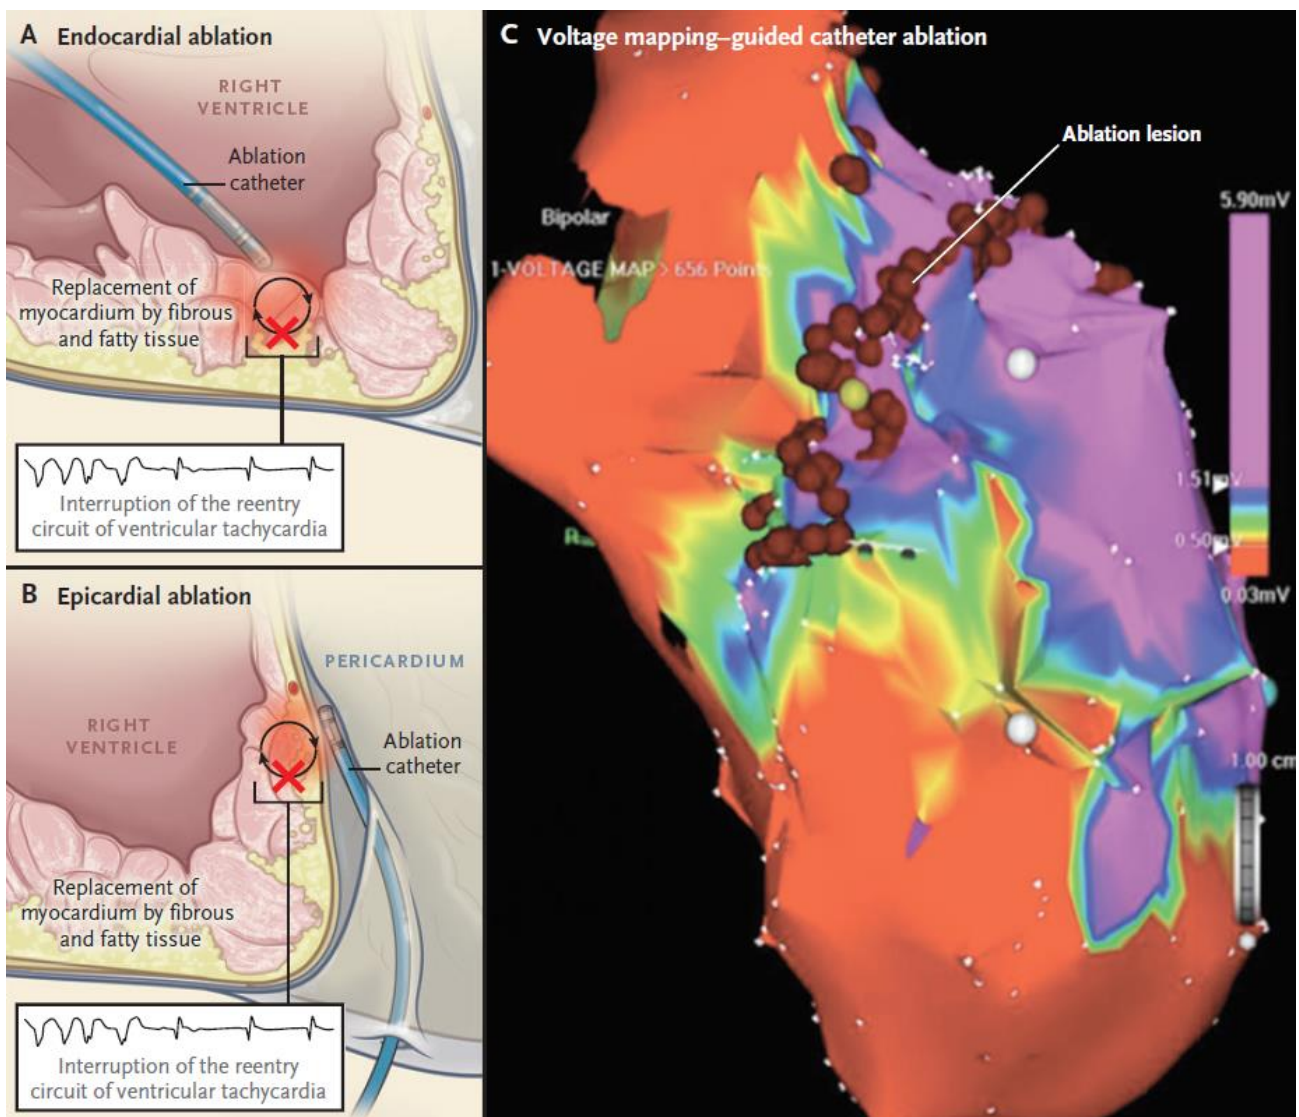 A Endocardial ablation
RIGHT
VENTRICLE
Ablation
catheter
Replacement of
myocardium by fibrous
and fatty tissue
Interruption of the reentry
circuit of ventricular tachycardia
B Epicardial ablation
PERICARDIUM
RIGHT
VENTRICLE
Ablation
catheter
Replacement of
myocardium by fibrous
and fatty tissue
Interruption of the reentry
circuit of ventricular tachycardia
C Voltage mapping–guided catheter ablation
Ablation lesion
5.90mV
Bipolar
1-VOLTAGE MAP > 656 Points
1.51mV
0.50mV
0.03mV
1.00 cm